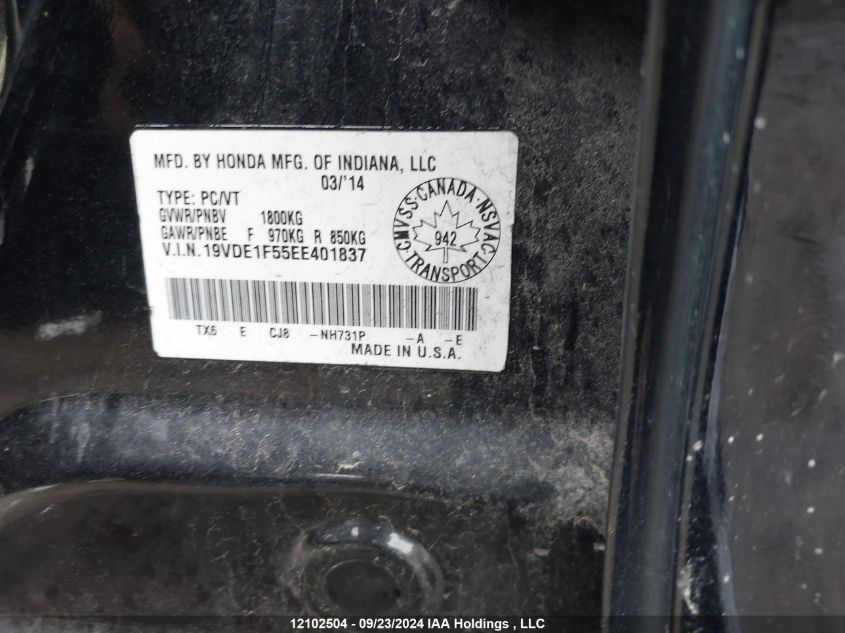 MFD. BY HONDA MFG. OF INDIANA, LLC
03/'14
TYPE: PC/VT
GVWR/PNBV 1800KG
GAWR/PNBE F 970KG R 850KG
V.I.N. 19VDE1F55EE401837
CMVSS · CANADA · NSVAC
942
TRANSPORT
TX6 E CJ8 -NH731P -A -E
MADE IN U.S.A.
12102504 - 09/23/2024 IAA Holdings , LLC